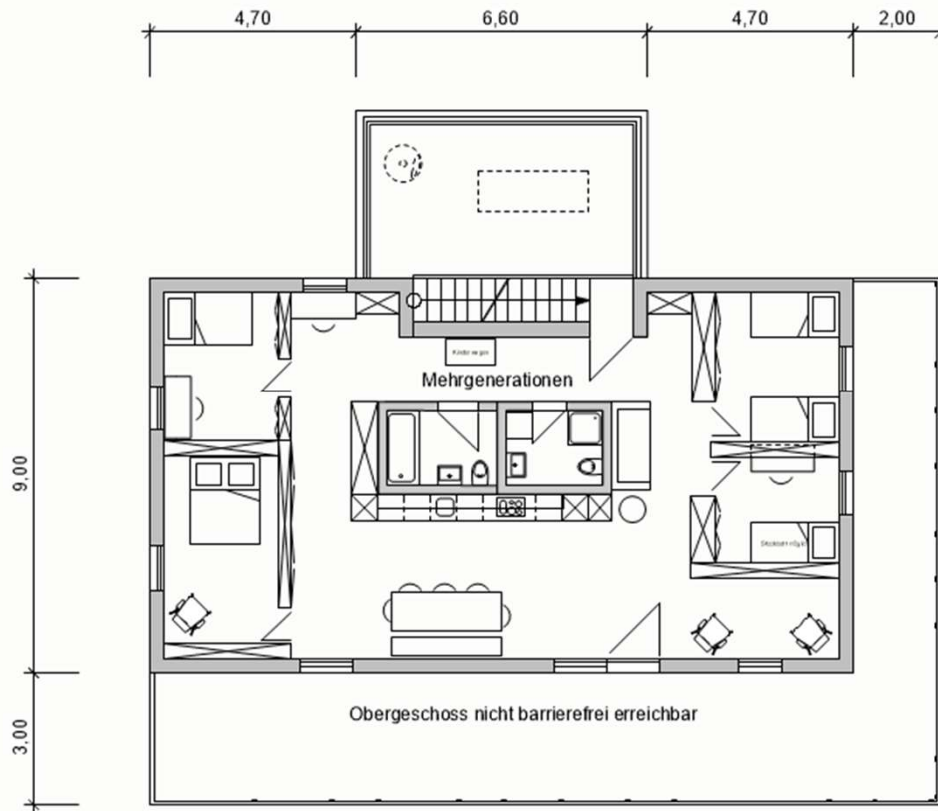 4,70 6,60 4,70 2,00
Kinderwagen
Mehrgenerationen
9,00
Obergeschoss nicht barrierefrei erreichbar
3,00